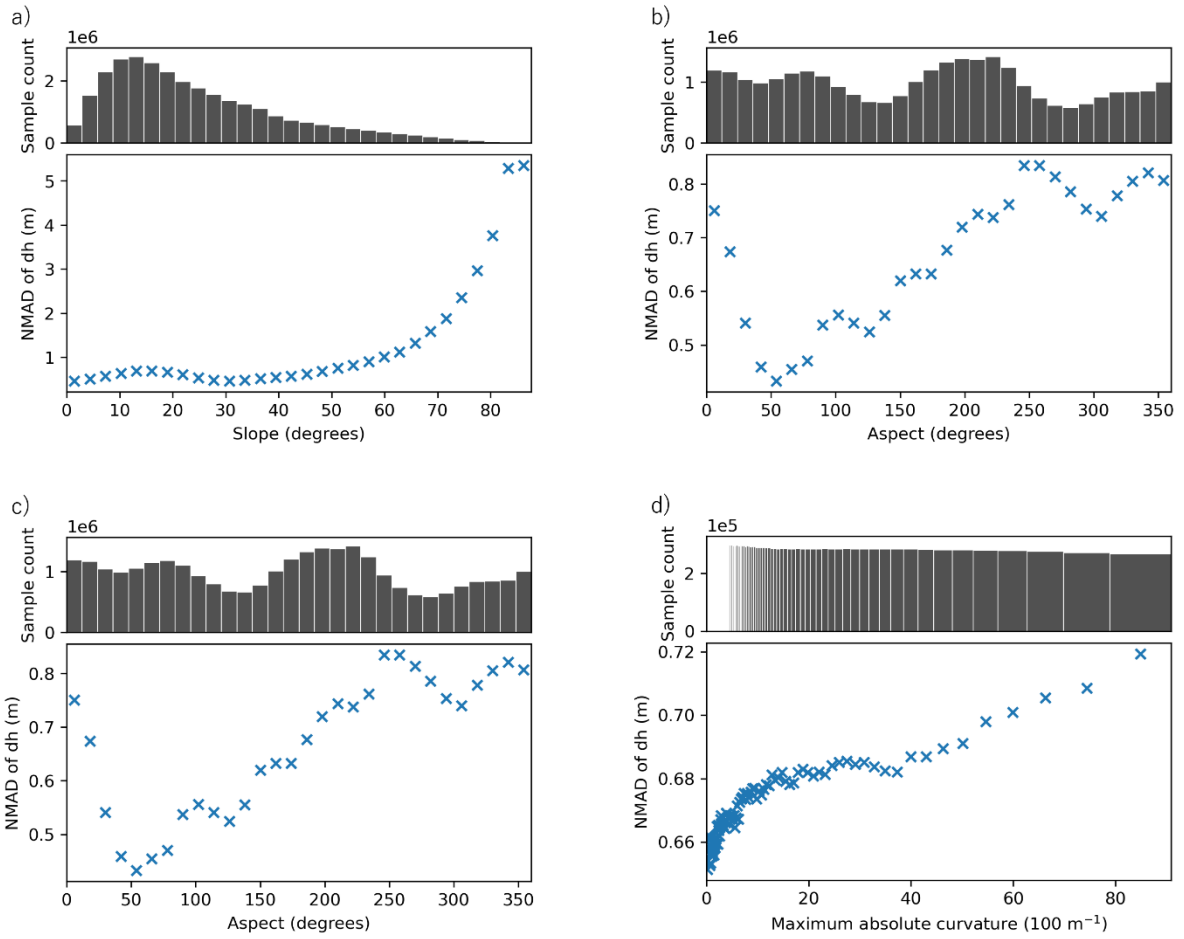 a)
1e6
Sample count
2
0
NMAD of dh (m)
5
4
3
2
1
0 10 20 30 40 50 60 70 80
Slope (degrees)
b)
1e6
Sample count
1
0
NMAD of dh (m)
0.8
0.7
0.6
0.5
0 50 100 150 200 250 300 350
Aspect (degrees)
c)
1e6
Sample count
1
0
NMAD of dh (m)
0.8
0.7
0.6
0.5
0 50 100 150 200 250 300 350
Aspect (degrees)
d)
1e5
Sample count
2
0
NMAD of dh (m)
0.72
0.70
0.68
0.66
0 20 40 60 80
Maximum absolute curvature (100 m⁻¹)